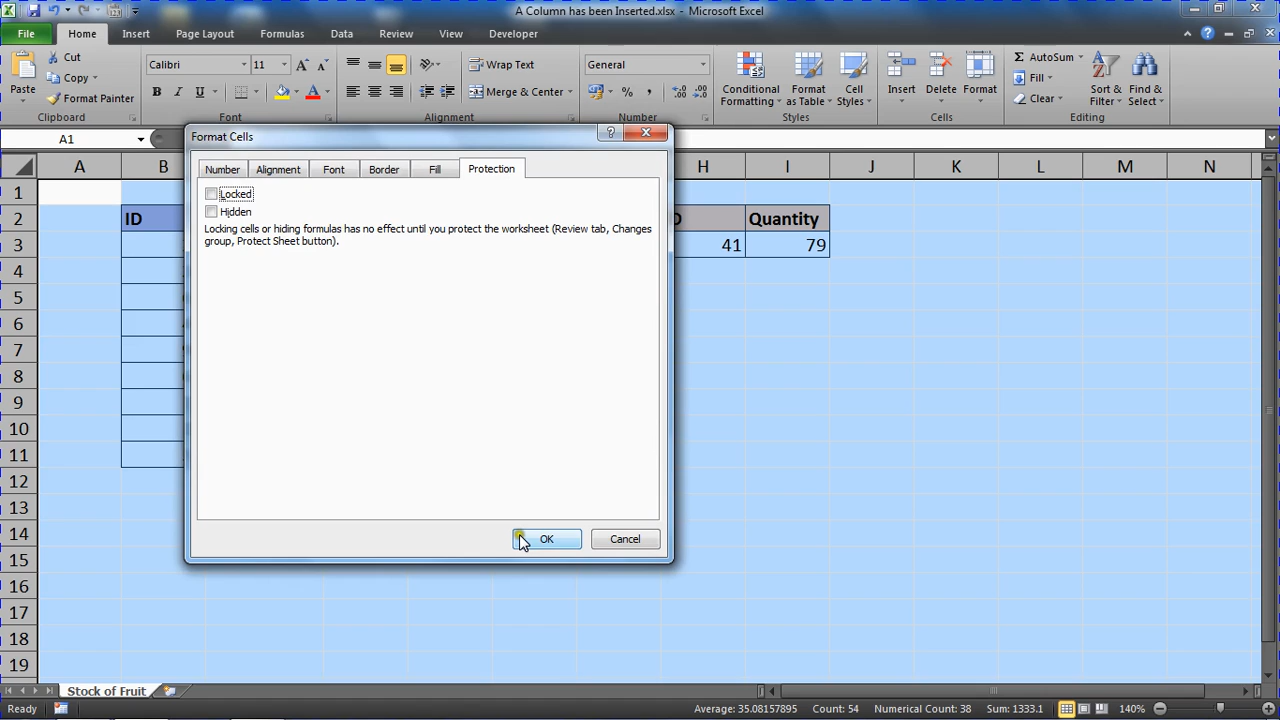 A Column has been Inserted.xlsx - Microsoft Excel
File Home Insert Page Layout Formulas Data Review View Developer
Paste
Cut
Copy
Format Painter
Clipboard
Calibri 11
B I U
Font
Wrap Text
Merge & Center
Alignment
General
Number
Conditional Formatting
Format as Table
Cell Styles
Styles
Insert Delete Format
Cells
AutoSum
Fill
Clear
Sort & Filter
Find & Select
Editing
A1
A B H I J K L M N
1
2 ID D Quantity
3 41 79
4
5
6
7
8
9
10
11
12
13
14
15
16
17
18
19
Format Cells
Number Alignment Font Border Fill Protection
Locked
Hidden
Locking cells or hiding formulas has no effect until you protect the worksheet (Review tab, Changes
group, Protect Sheet button).
OK Cancel
Stock of Fruit
Ready Average: 35.08157895 Count: 54 Numerical Count: 38 Sum: 1333.1 140%